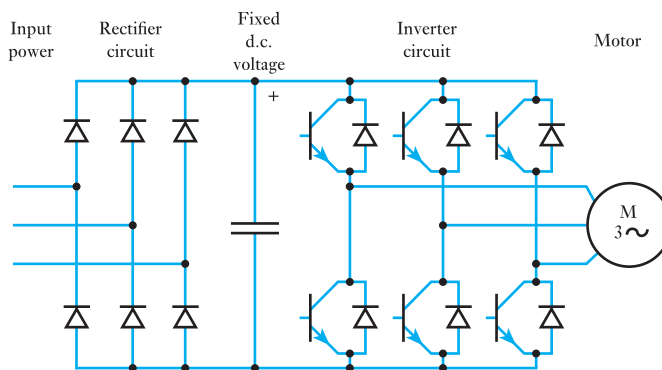 Input
power
Rectifier
circuit
Fixed
d.c.
voltage
+
Inverter
circuit
Motor
M
3~